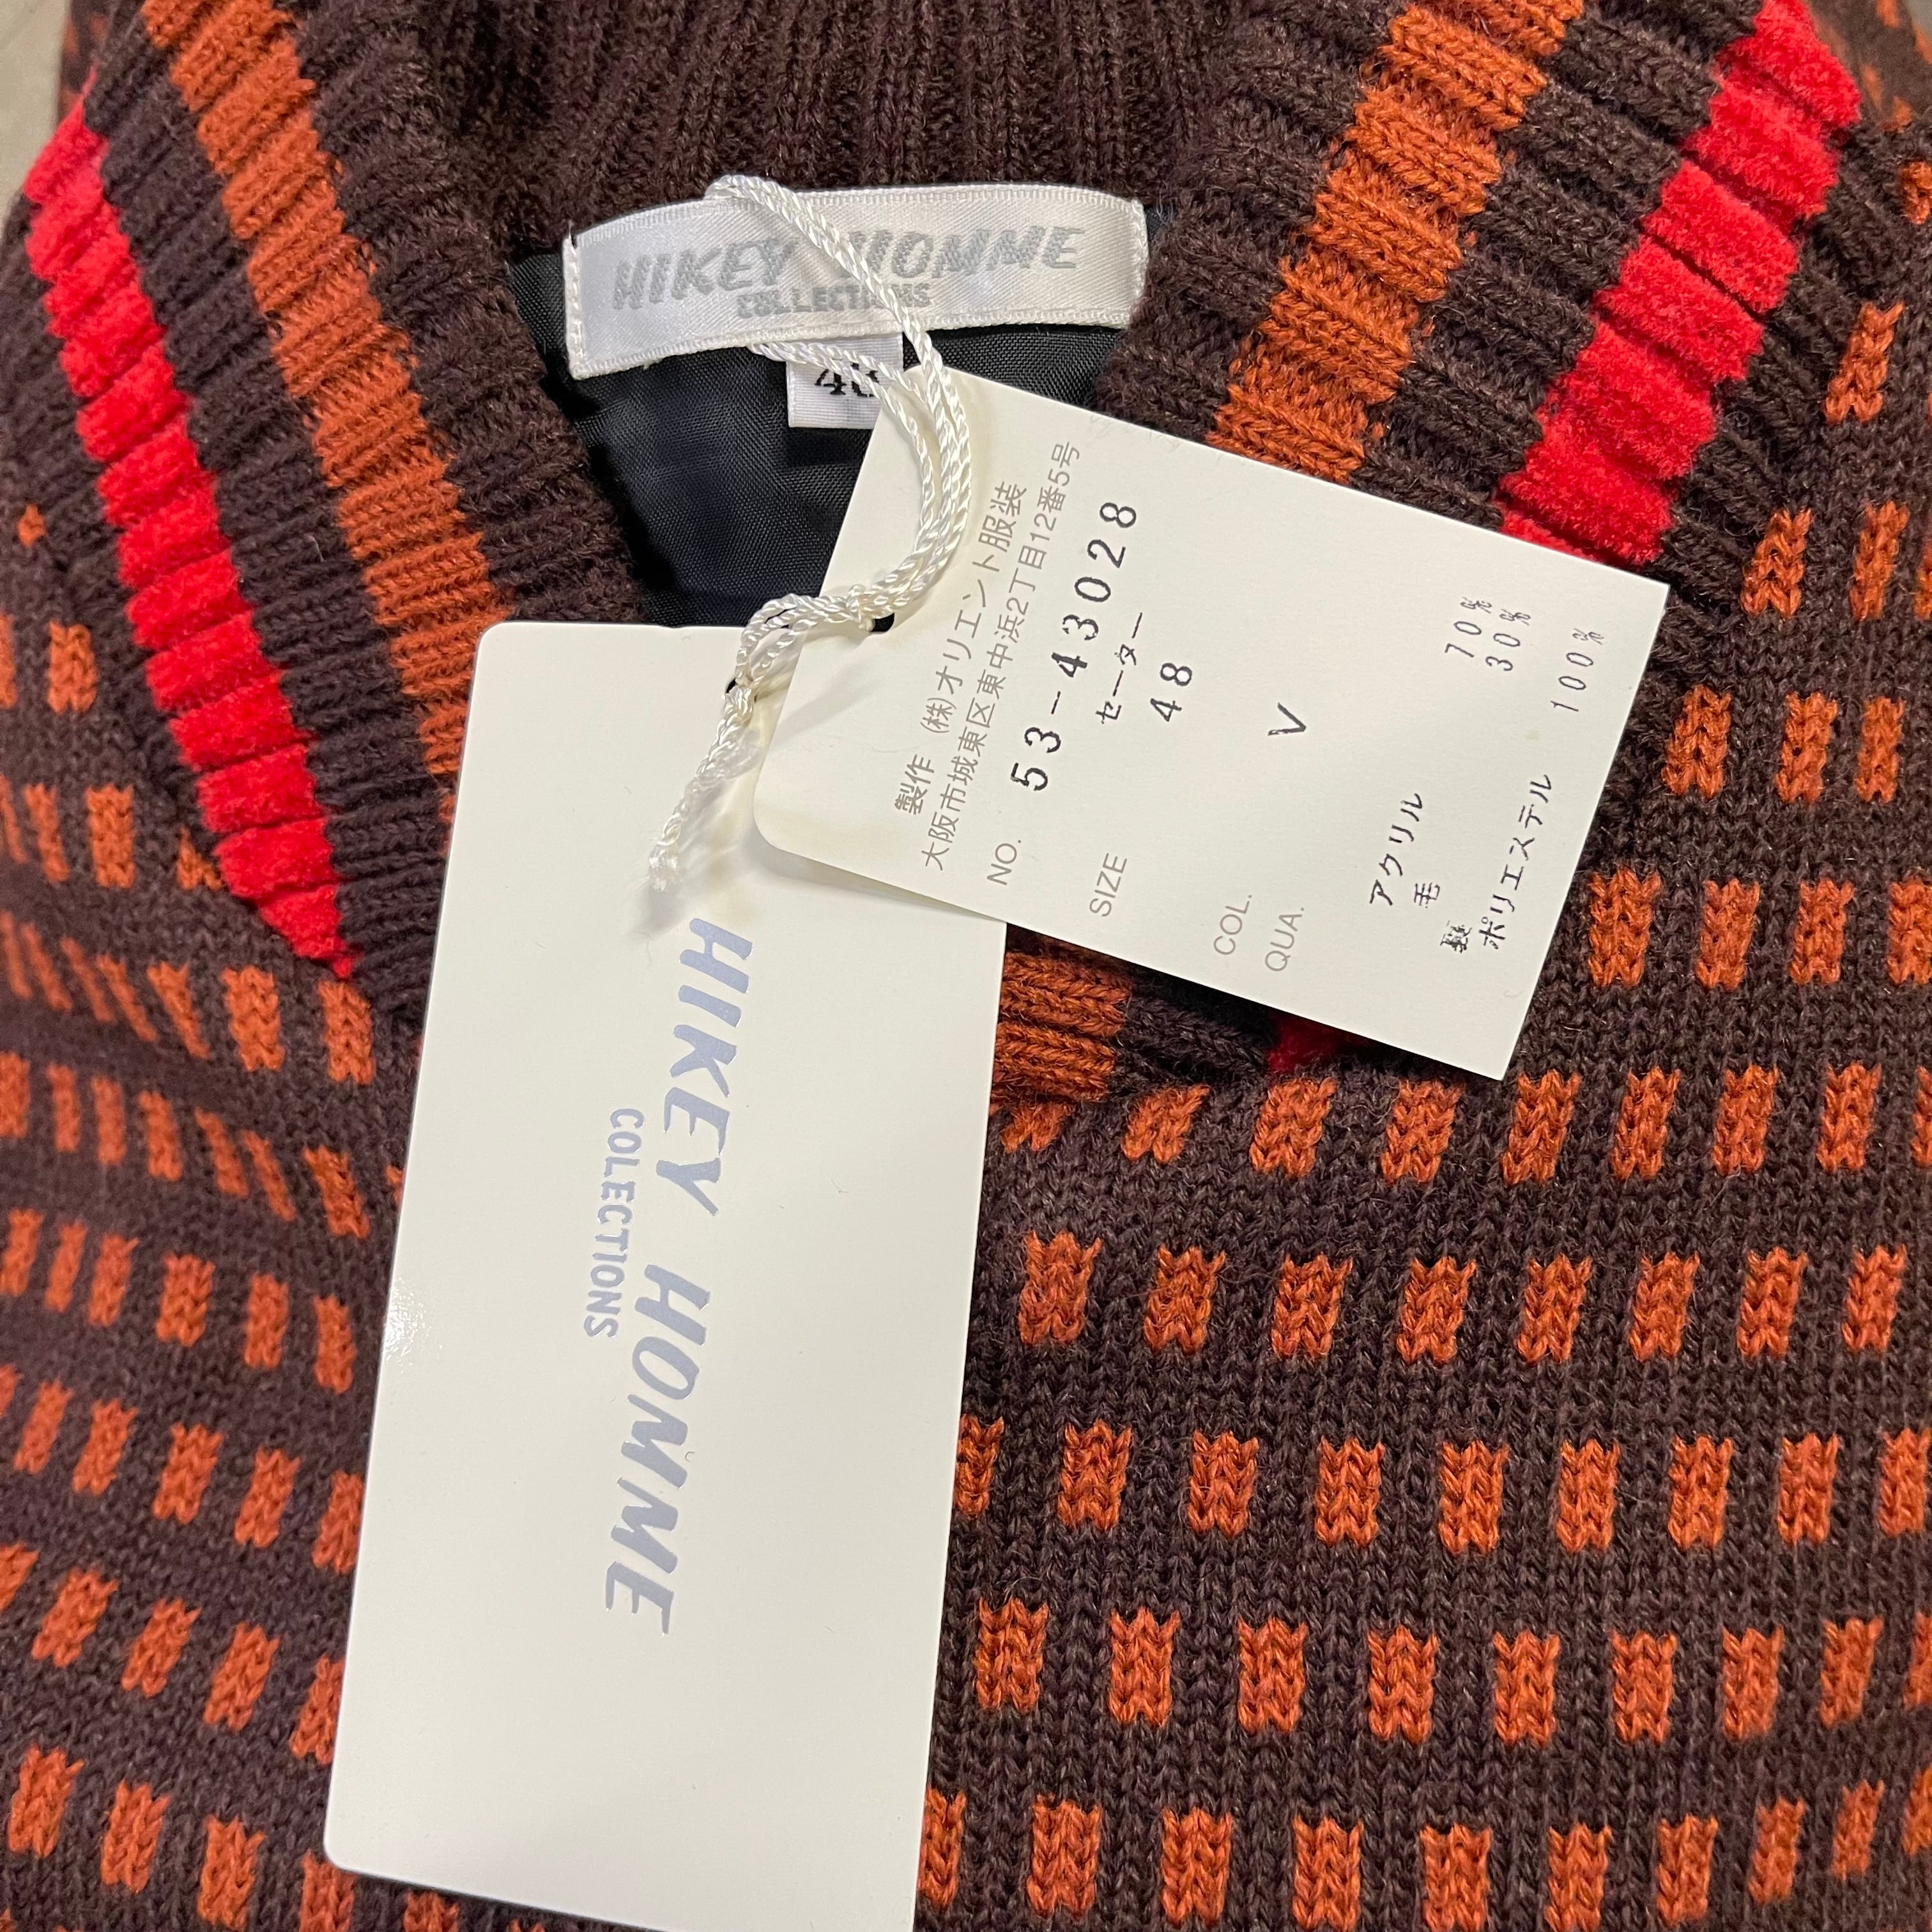 HIKEY HOMME
COLLECTIONS
製作 (株)オリエント服装
大阪市城東区東中浜2丁目12番5号
NO. 53-43028
セーター
SIZE 48
COL. V
QUA.
アクリル 70%
毛 30%
ポリエステル 100%
HIKEY HOMME
COLECTIONS